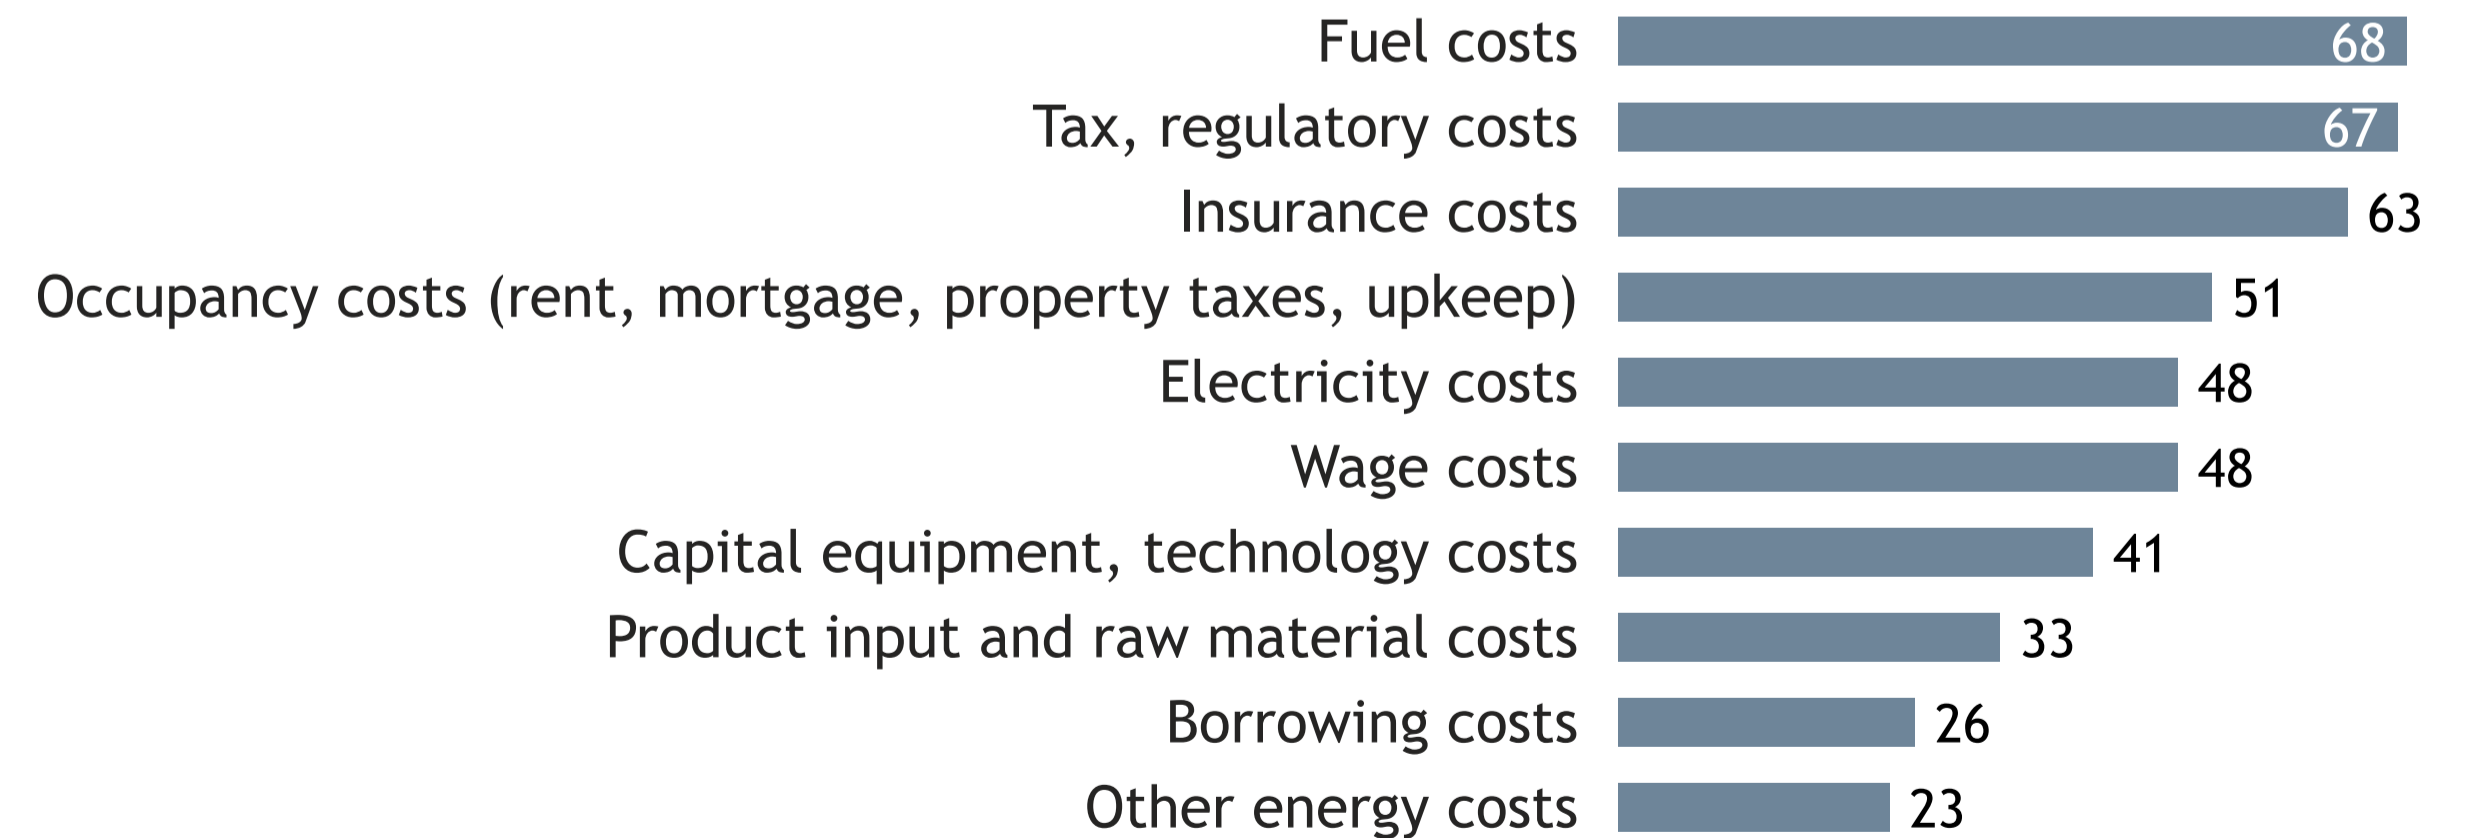 Fuel costs 68
Tax, regulatory costs 67
Insurance costs 63
Occupancy costs (rent, mortgage, property taxes, upkeep) 51
Electricity costs 48
Wage costs 48
Capital equipment, technology costs 41
Product input and raw material costs 33
Borrowing costs 26
Other energy costs 23